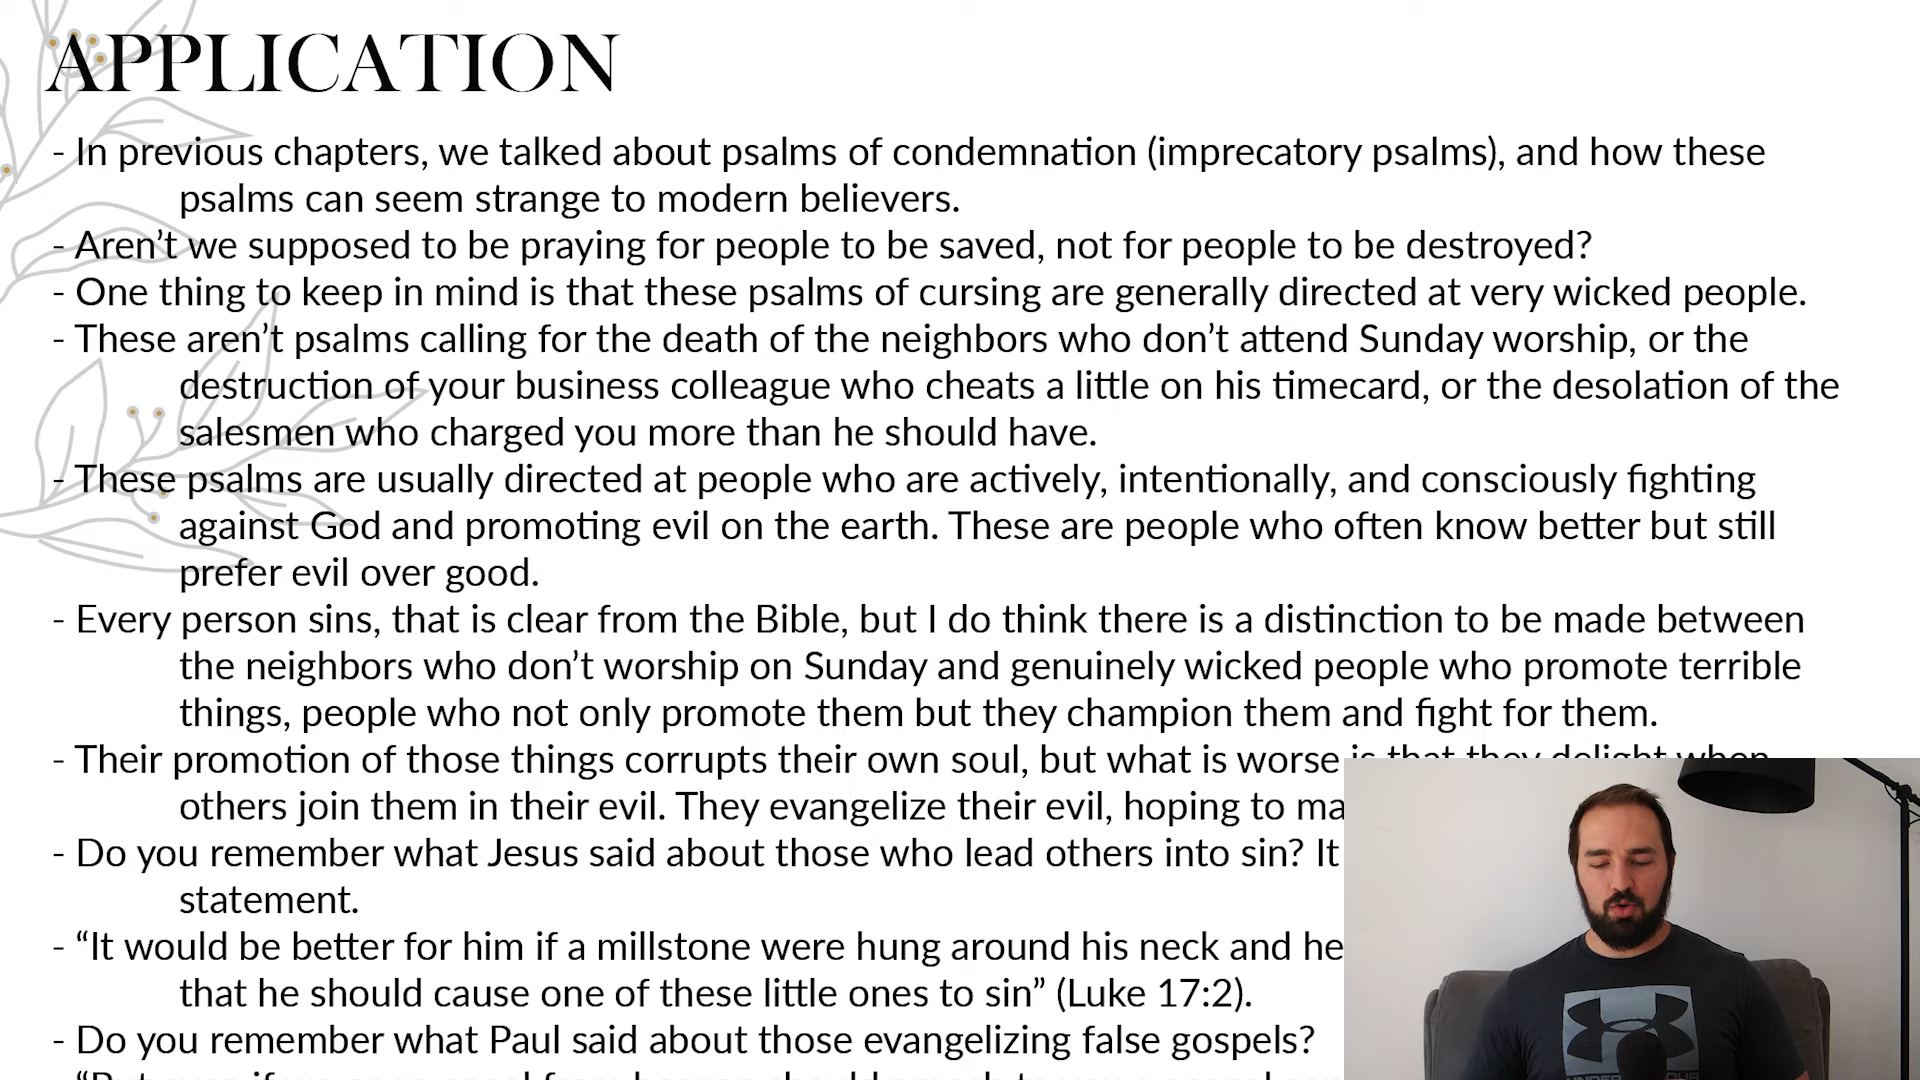 APPLICATION
- In previous chapters, we talked about psalms of condemnation (imprecatory psalms), and how these
psalms can seem strange to modern believers.
- Aren’t we supposed to be praying for people to be saved, not for people to be destroyed?
- One thing to keep in mind is that these psalms of cursing are generally directed at very wicked people.
- These aren’t psalms calling for the death of the neighbors who don’t attend Sunday worship, or the
destruction of your business colleague who cheats a little on his timecard, or the desolation of the
salesmen who charged you more than he should have.
- These psalms are usually directed at people who are actively, intentionally, and consciously fighting
against God and promoting evil on the earth. These are people who often know better but still
prefer evil over good.
- Every person sins, that is clear from the Bible, but I do think there is a distinction to be made between
the neighbors who don’t worship on Sunday and genuinely wicked people who promote terrible
things, people who not only promote them but they champion them and fight for them.
- Their promotion of those things corrupts their own soul, but what is worse is that they delight when
others join them in their evil. They evangelize their evil, hoping to ma
- Do you remember what Jesus said about those who lead others into sin? It
statement.
- “It would be better for him if a millstone were hung around his neck and he
that he should cause one of these little ones to sin” (Luke 17:2).
- Do you remember what Paul said about those evangelizing false gospels?
UNDER ARMOUR